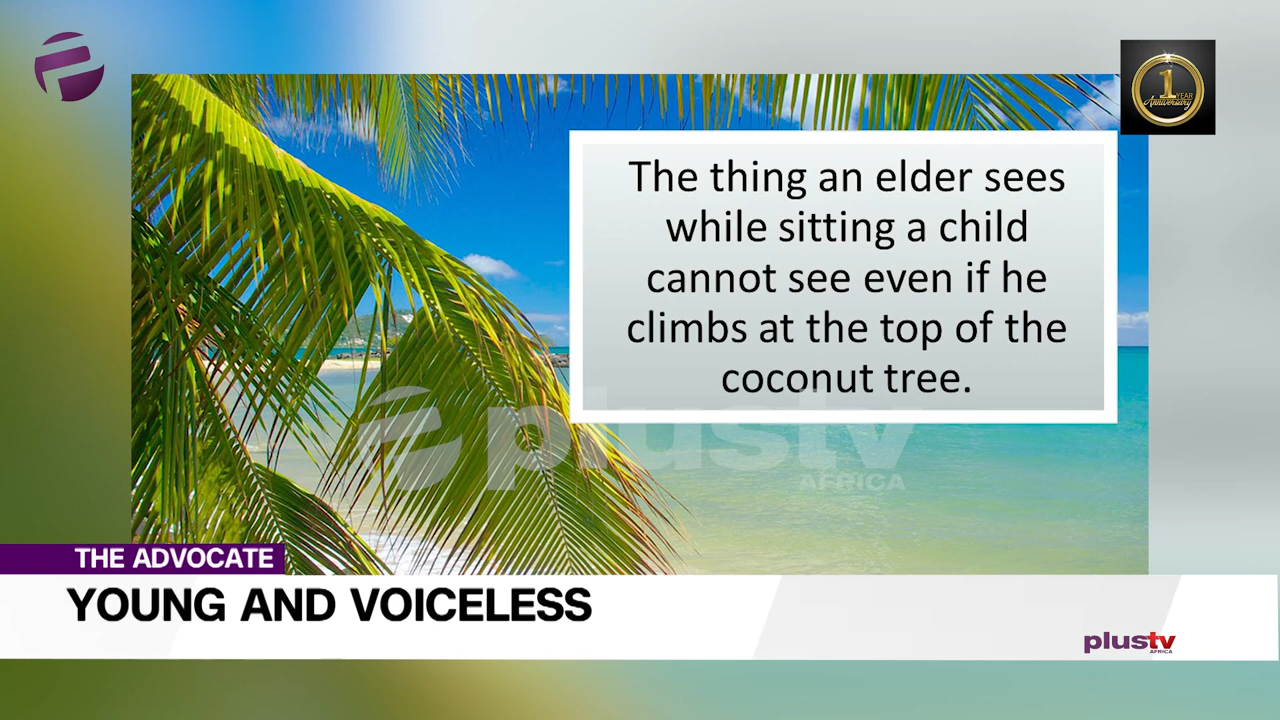 1 YEAR
Anniversary
The thing an elder sees
while sitting a child
cannot see even if he
climbs at the top of the
coconut tree.
plustv
AFRICA
THE ADVOCATE
YOUNG AND VOICELESS
plustv
AFRICA